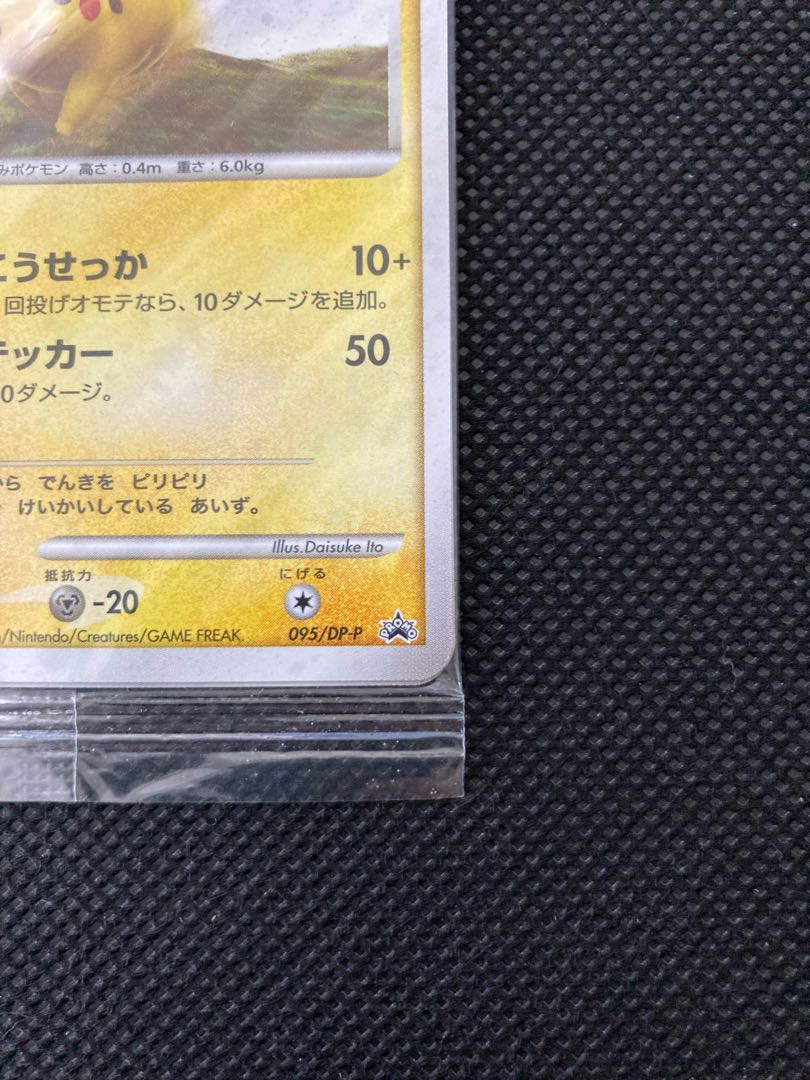 みポケモン 高さ：0.4m 重さ：6.0kg
こうせっか 10+
回投げオモテなら、10ダメージを追加。
テッカー 50
0ダメージ。
から でんきを ピリピリ
けいかいしている あいず。
Illus.Daisuke Ito
抵抗力 にげる
-20
/Nintendo/Creatures/GAME FREAK. 095/DP-P PROMO